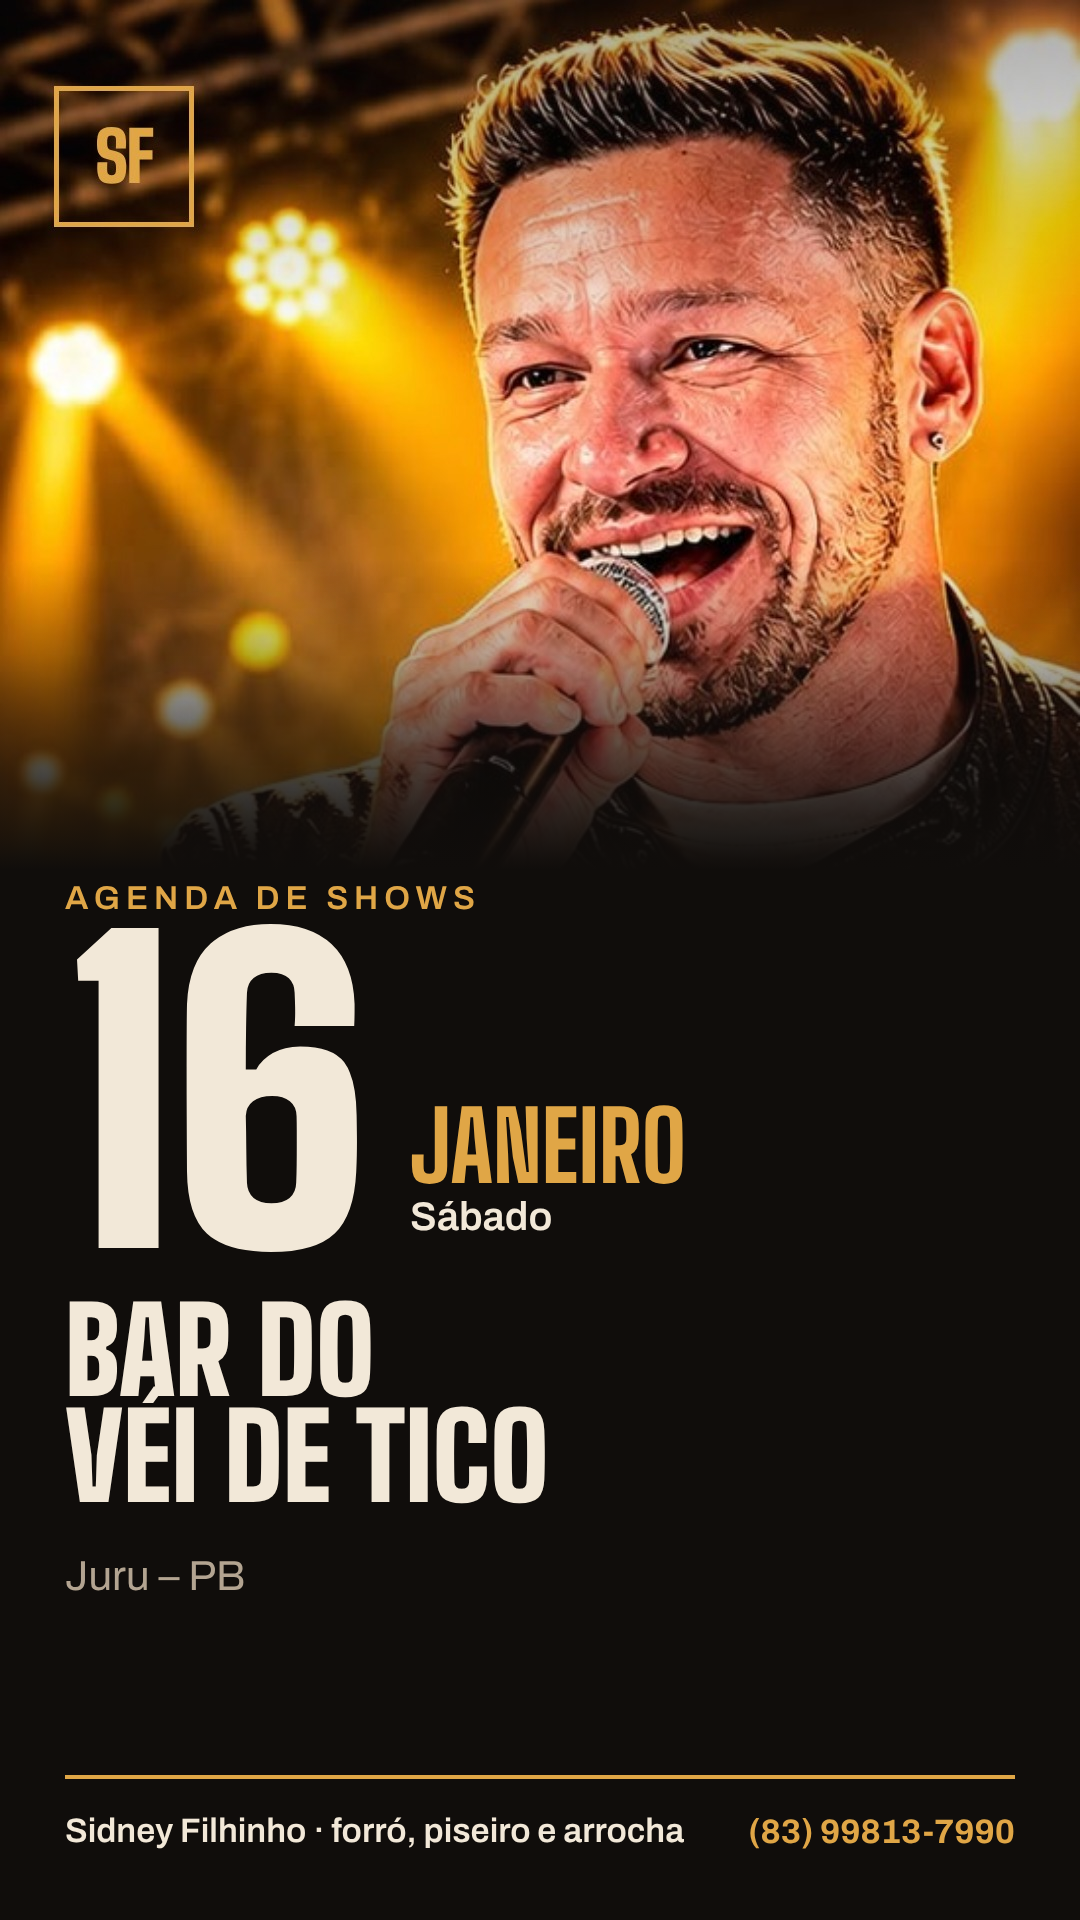 SF
AGENDA DE SHOWS
16
JANEIRO
Sábado
BAR DO
VÉI DE TICO
Juru – PB
Sidney Filhinho · forró, piseiro e arrocha
(83) 99813-7990